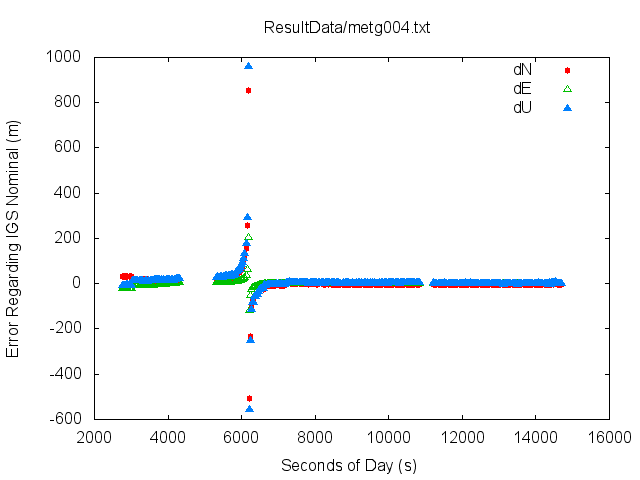 ResultData/metg004.txt
Error Regarding IGS Nominal (m)
1000
800
600
400
200
0
-200
-400
-600
dN
dE
dU
2000 4000 6000 8000 10000 12000 14000 16000
Seconds of Day (s)